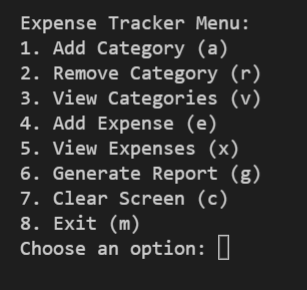 Expense Tracker Menu:
1. Add Category (a)
2. Remove Category (r)
3. View Categories (v)
4. Add Expense (e)
5. View Expenses (x)
6. Generate Report (g)
7. Clear Screen (c)
8. Exit (m)
Choose an option: